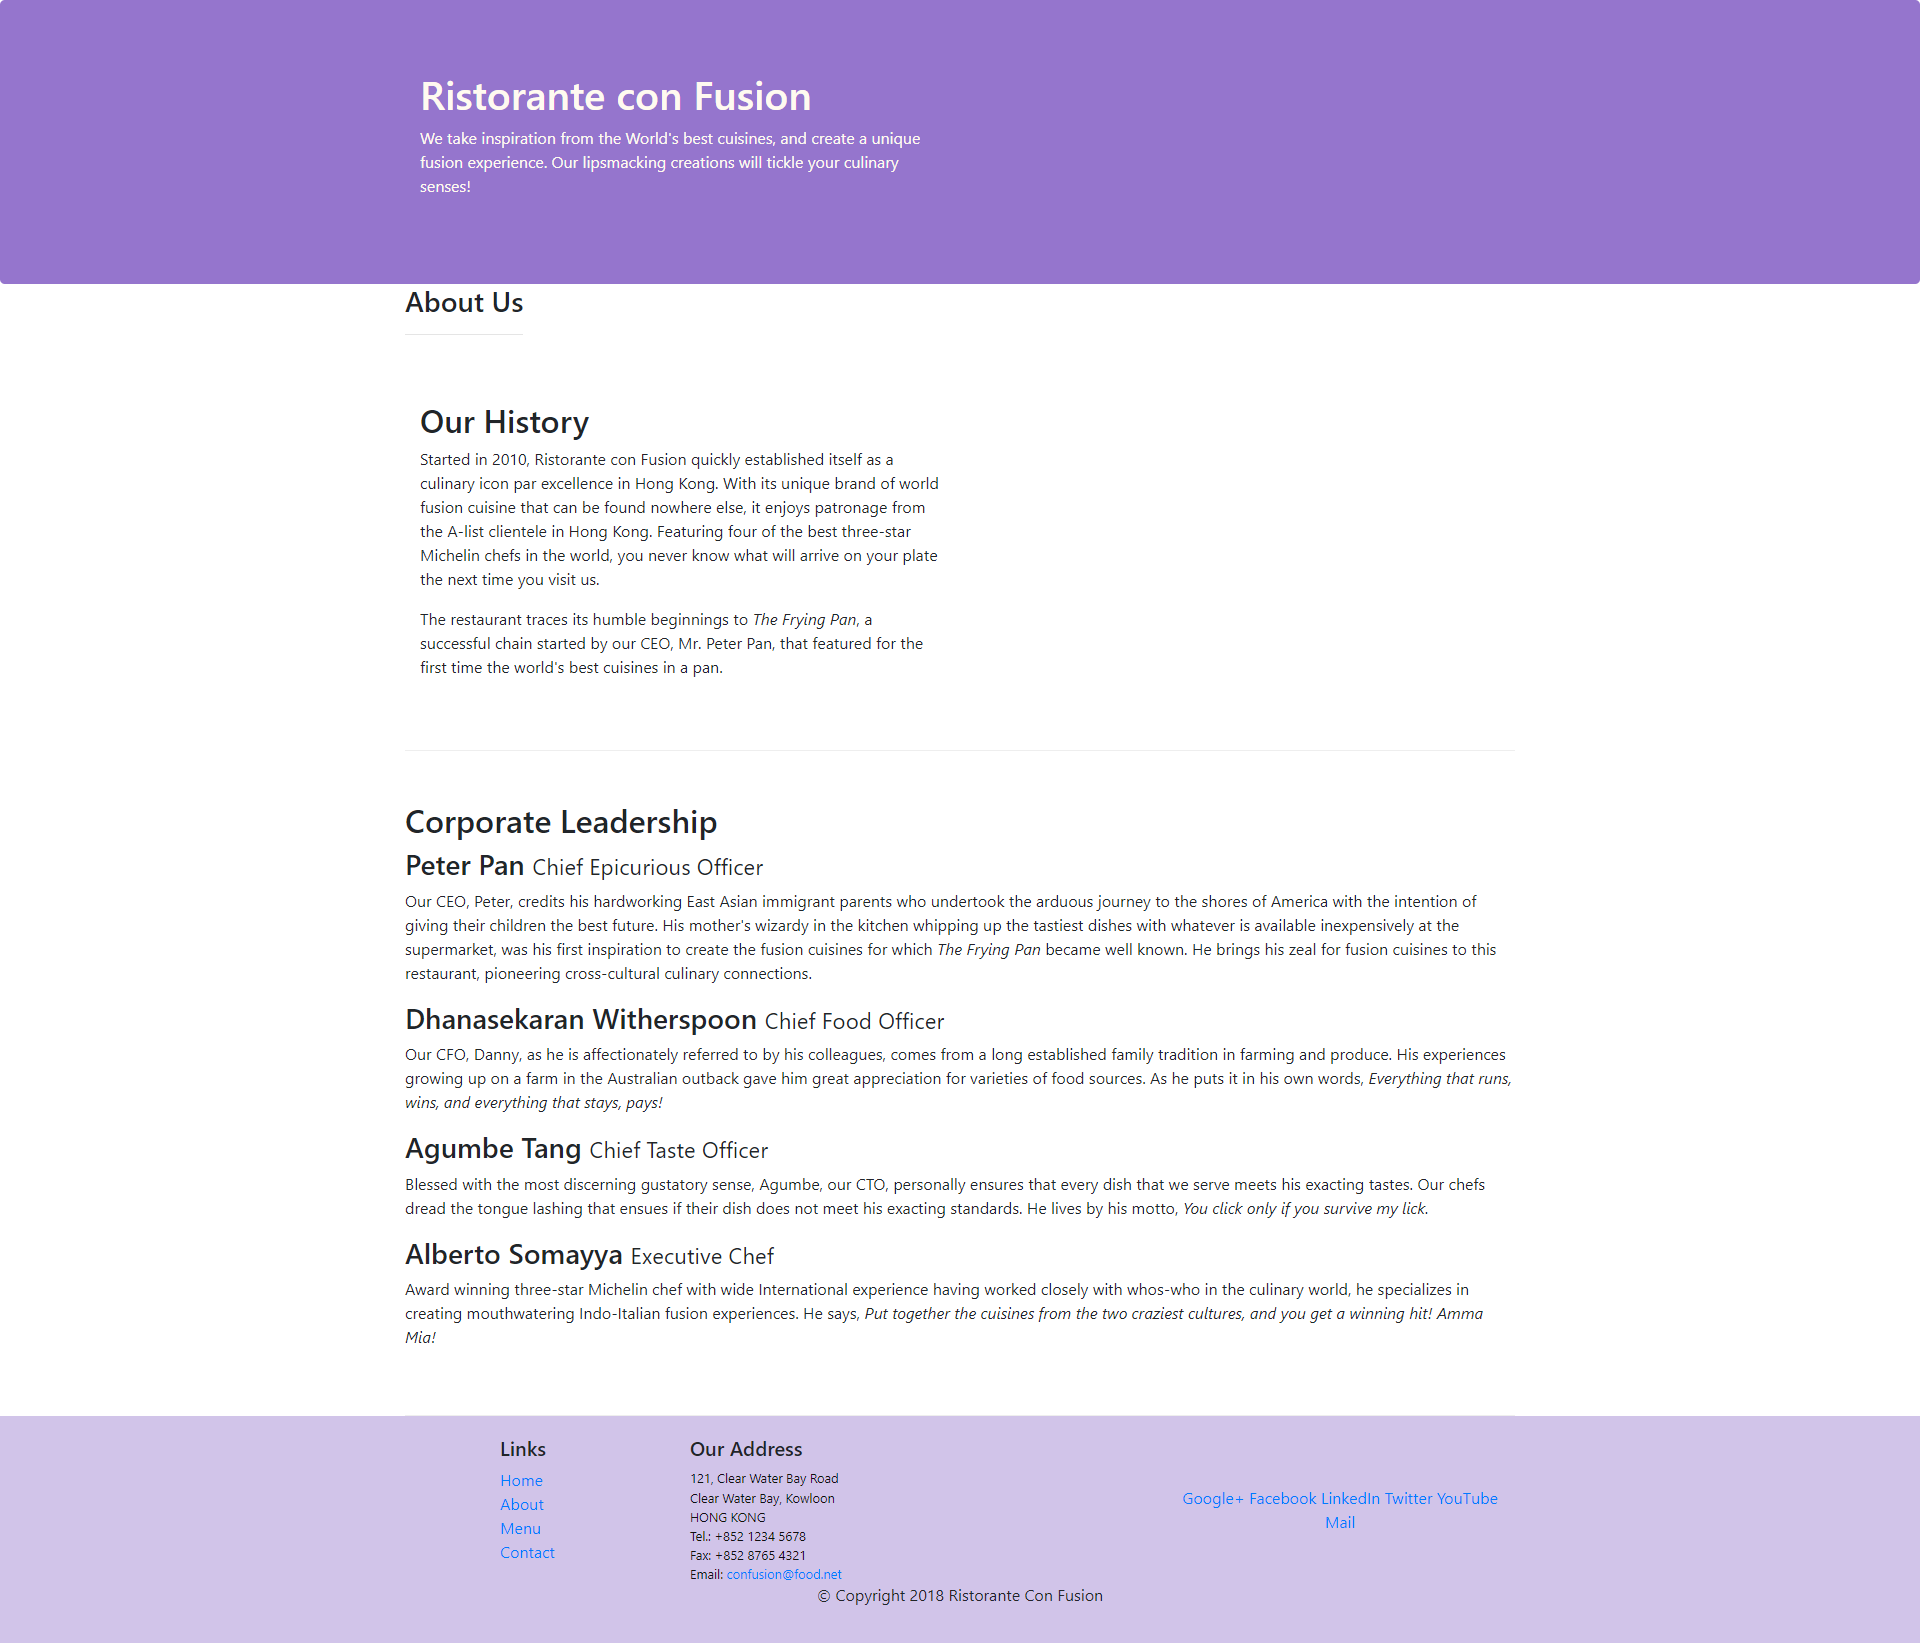 Ristorante con Fusion
We take inspiration from the World's best cuisines, and create a unique
fusion experience. Our lipsmacking creations will tickle your culinary
senses!
About Us
Our History
Started in 2010, Ristorante con Fusion quickly established itself as a
culinary icon par excellence in Hong Kong. With its unique brand of world
fusion cuisine that can be found nowhere else, it enjoys patronage from
the A-list clientele in Hong Kong. Featuring four of the best three-star
Michelin chefs in the world, you never know what will arrive on your plate
the next time you visit us.
The restaurant traces its humble beginnings to The Frying Pan, a
successful chain started by our CEO, Mr. Peter Pan, that featured for the
first time the world's best cuisines in a pan.
Corporate Leadership
Peter Pan Chief Epicurious Officer
Our CEO, Peter, credits his hardworking East Asian immigrant parents who undertook the arduous journey to the shores of America with the intention of
giving their children the best future. His mother's wizardy in the kitchen whipping up the tastiest dishes with whatever is available inexpensively at the
supermarket, was his first inspiration to create the fusion cuisines for which The Frying Pan became well known. He brings his zeal for fusion cuisines to this
restaurant, pioneering cross-cultural culinary connections.
Dhanasekaran Witherspoon Chief Food Officer
Our CFO, Danny, as he is affectionately referred to by his colleagues, comes from a long established family tradition in farming and produce. His experiences
growing up on a farm in the Australian outback gave him great appreciation for varieties of food sources. As he puts it in his own words, Everything that runs,
wins, and everything that stays, pays!
Agumbe Tang Chief Taste Officer
Blessed with the most discerning gustatory sense, Agumbe, our CTO, personally ensures that every dish that we serve meets his exacting tastes. Our chefs
dread the tongue lashing that ensues if their dish does not meet his exacting standards. He lives by his motto, You click only if you survive my lick.
Alberto Somayya Executive Chef
Award winning three-star Michelin chef with wide International experience having worked closely with whos-who in the culinary world, he specializes in
creating mouthwatering Indo-Italian fusion experiences. He says, Put together the cuisines from the two craziest cultures, and you get a winning hit! Amma
Mia!
Links
Home
About
Menu
Contact
Our Address
121, Clear Water Bay Road
Clear Water Bay, Kowloon
HONG KONG
Tel.: +852 1234 5678
Fax: +852 8765 4321
Email: confusion@food.net
Google+ Facebook LinkedIn Twitter YouTube
Mail
© Copyright 2018 Ristorante Con Fusion